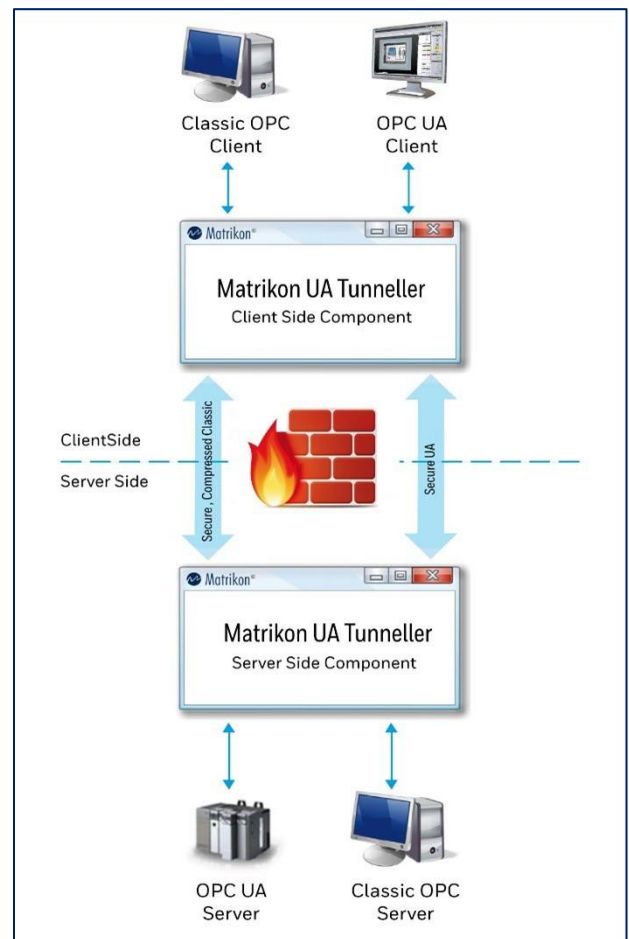 Classic OPC
Client
OPC UA
Client
Matrikon®
Matrikon UA Tunneller
Client Side Component
Secure , Compressed Classic
Secure UA
ClientSide
Server Side
Matrikon®
Matrikon UA Tunneller
Server Side Component
OPC UA
Server
Classic OPC
Server